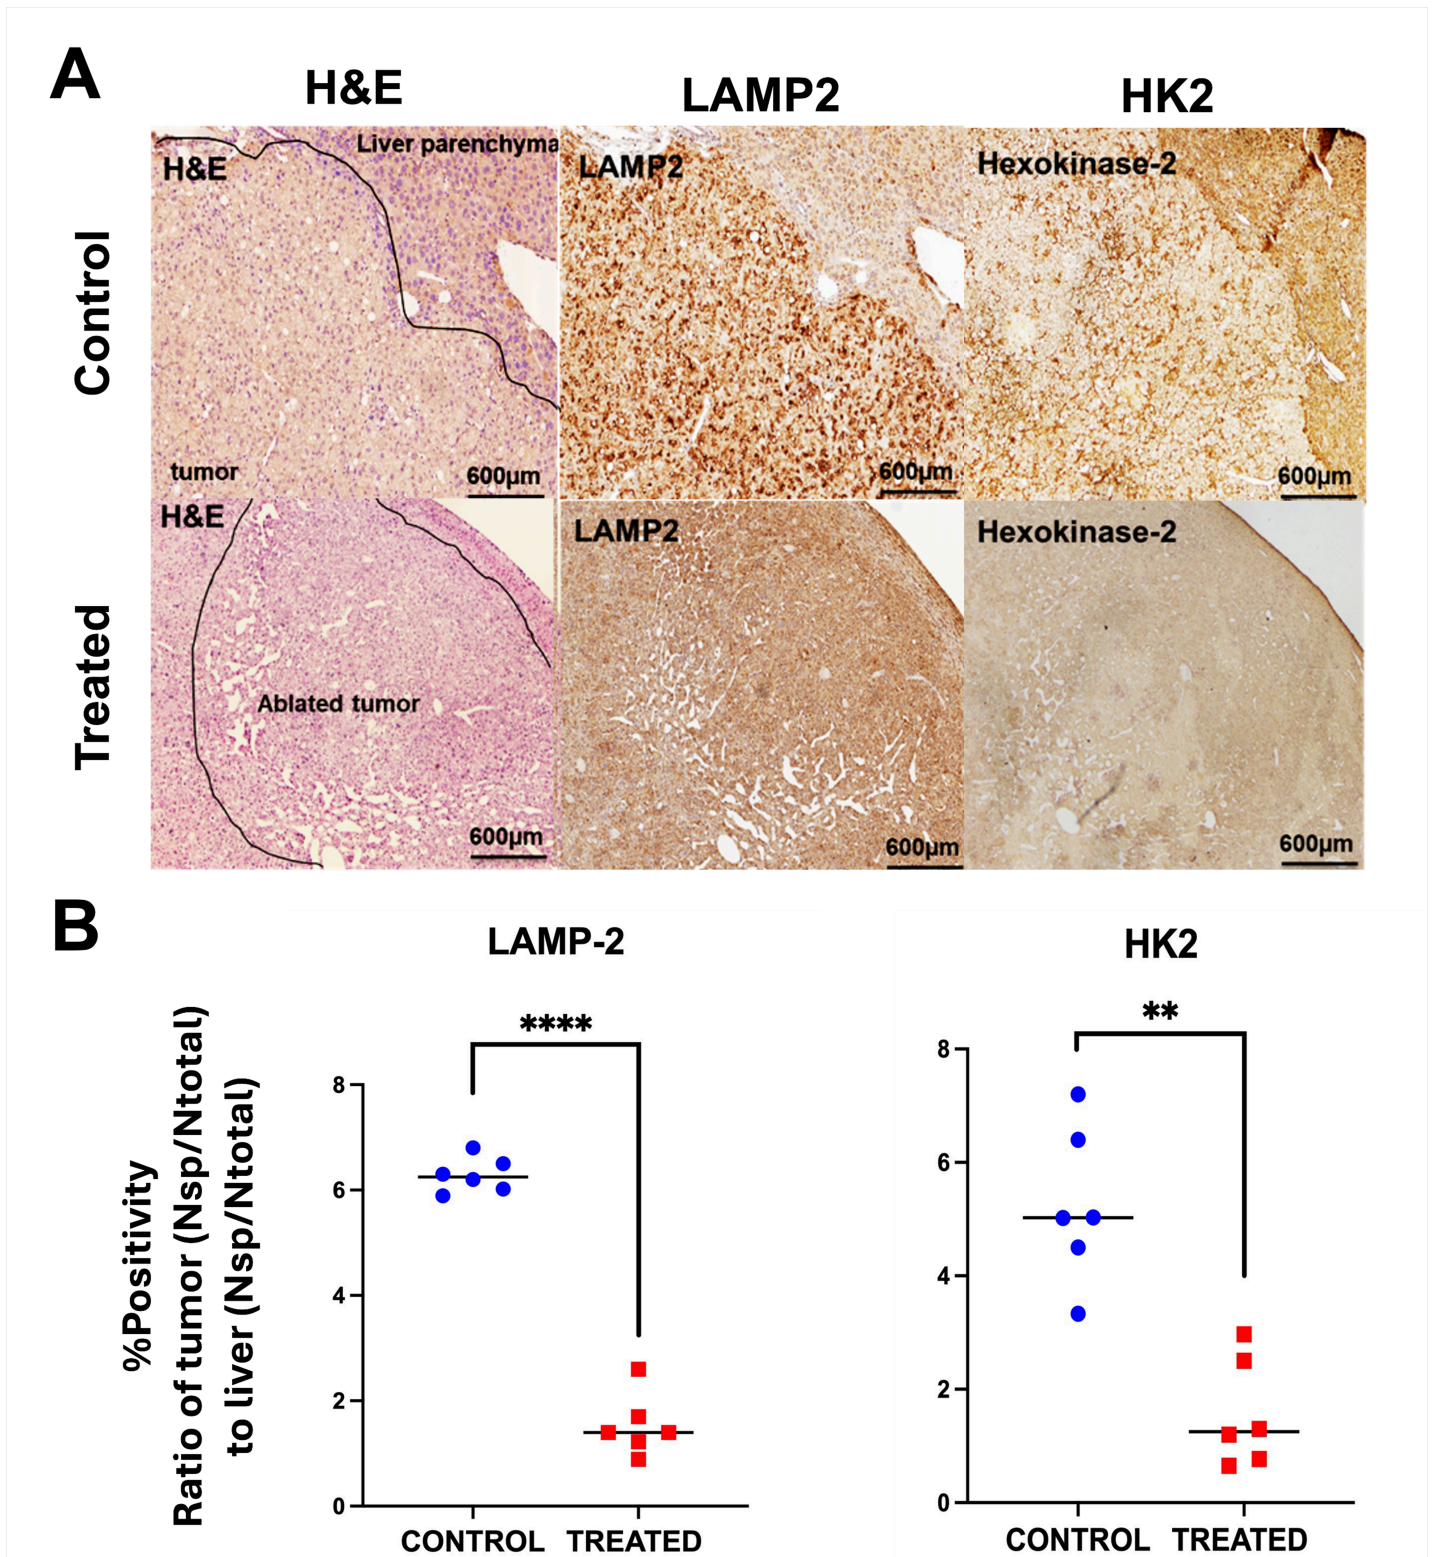 A
H&E
LAMP2
HK2
Control
H&E
Liver parenchyma
tumor
600µm
LAMP2
600µm
Hexokinase-2
600µm
Treated
H&E
Ablated tumor
600µm
LAMP2
600µm
Hexokinase-2
600µm
B
%Positivity
Ratio of tumor (Nsp/Ntotal)
to liver (Nsp/Ntotal)
LAMP-2
****
8
6
4
2
0
CONTROL TREATED
HK2
**
8
6
4
2
0
CONTROL TREATED